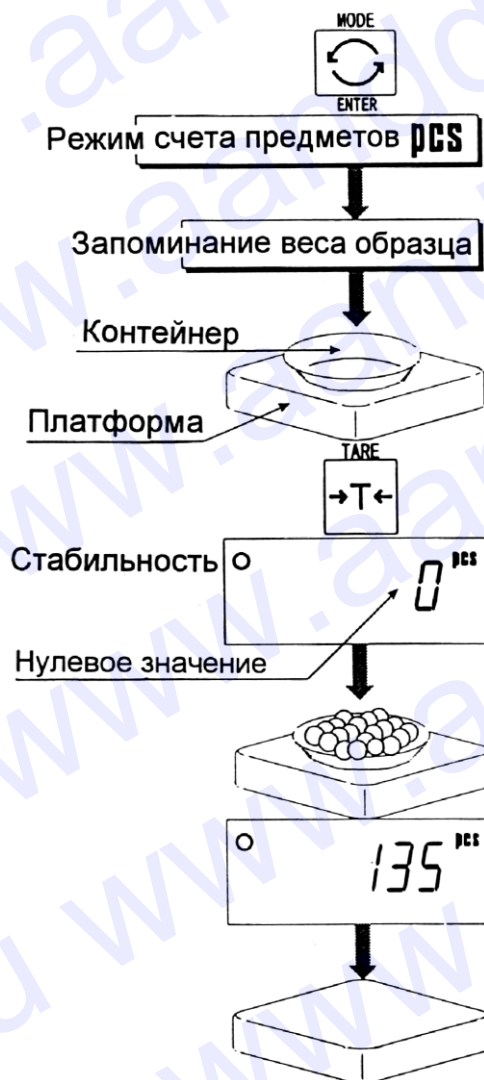 MODE
ENTER
Режим счета предметов pcs
Запоминание веса образца
Контейнер
Платформа
TARE
→T←
Стабильность
0 pcs
Нулевое значение
135 pcs